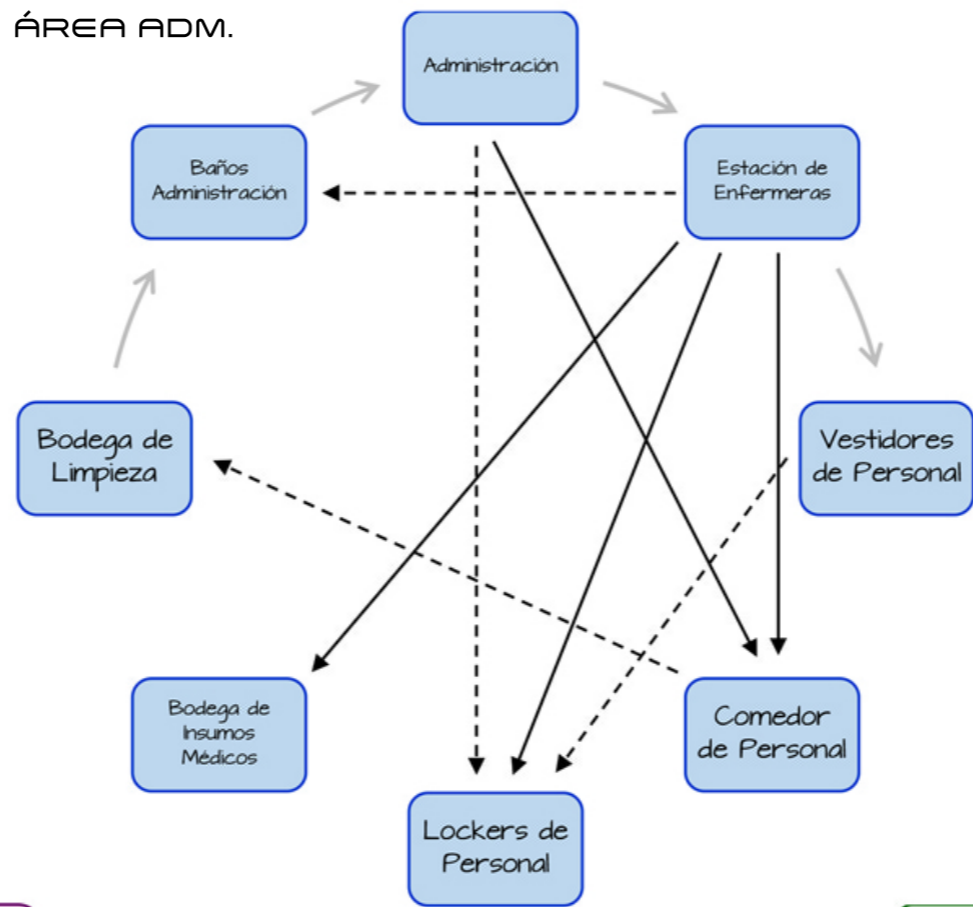 ÁREA ADM.
Administración
Baños
Administración
Estación de
Enfermeras
Bodega de
Limpieza
Vestidores
de Personal
Bodega de
Insumos
Médicos
Comedor
de Personal
Lockers de
Personal